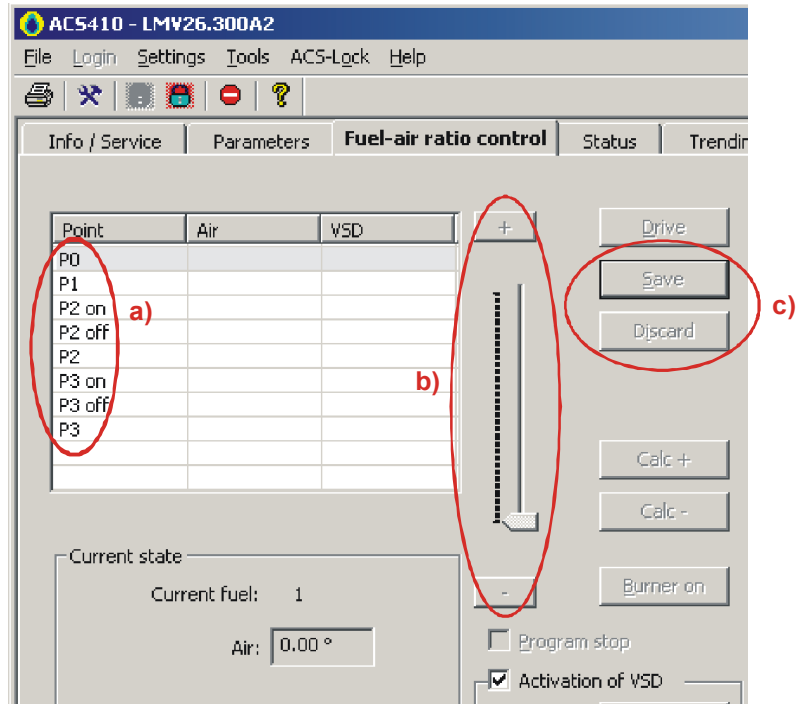 ACS410 - LMV26.300A2
File Login Settings Tools ACS-Lock Help
Info / Service Parameters Fuel-air ratio control Status Trendin
Point Air VSD
P0
P1
P2 on
P2 off
P2
P3 on
P3 off
P3
a)
b)
+
-
Drive
Save
Discard
c)
Calc +
Calc -
Burner on
Program stop
Activation of VSD
Current state
Current fuel: 1
Air: 0.00 °